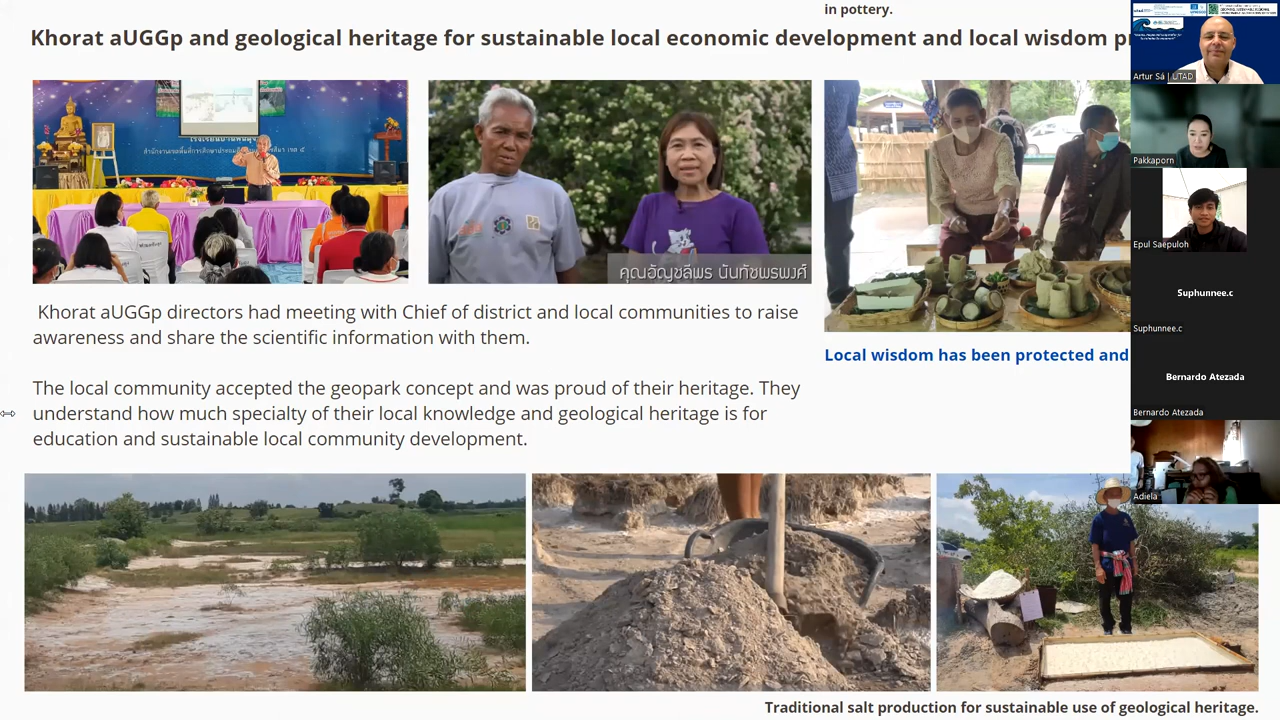 in pottery.
Khorat aUGGp and geological heritage for sustainable local economic development and local wisdom pr
คุณอัญชลีพร นันทัชพรพงศ์
Khorat aUGGp directors had meeting with Chief of district and local communities to raise
awareness and share the scientific information with them.
Local wisdom has been protected and
The local community accepted the geopark concept and was proud of their heritage. They
understand how much specialty of their local knowledge and geological heritage is for
education and sustainable local community development.
Traditional salt production for sustainable use of geological heritage.
Artur Sá | UTAD
Pakkaporn
Epul Saepuloh
Suphunnee.c
Suphunnee.c
Bernardo Atezada
Bernardo Atezada
Adiela